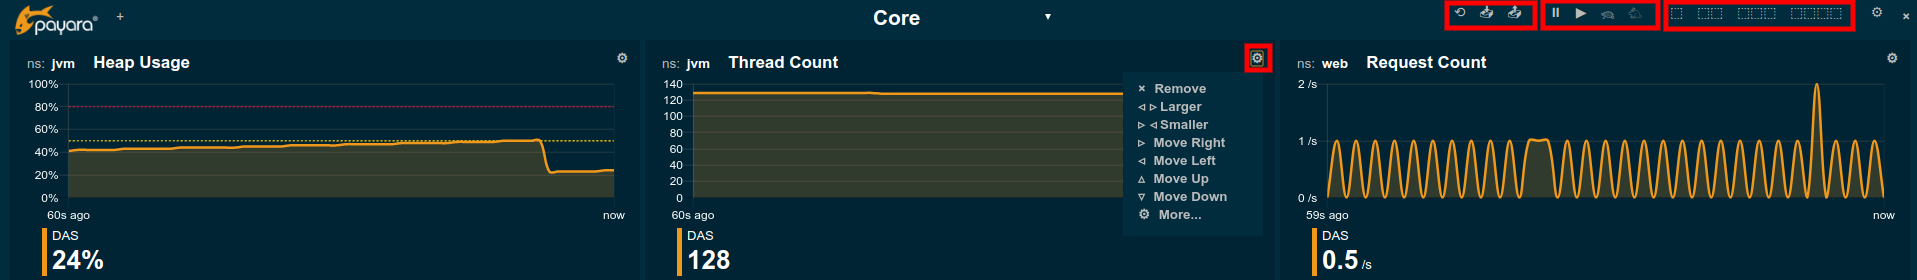 payara®
+
Core
▼
ns: jvm Heap Usage
100%
80%
60%
40%
20%
0%
60s ago now
DAS
24%
ns: jvm Thread Count
140
120
100
80
60
40
20
0
60s ago
DAS
128
× Remove
◃ ▹ Larger
▹ ◃ Smaller
▹ Move Right
◃ Move Left
▵ Move Up
▿ Move Down
⚙ More...
ns: web Request Count
2 /s
1 /s
0 /s
59s ago now
DAS
0.5 /s